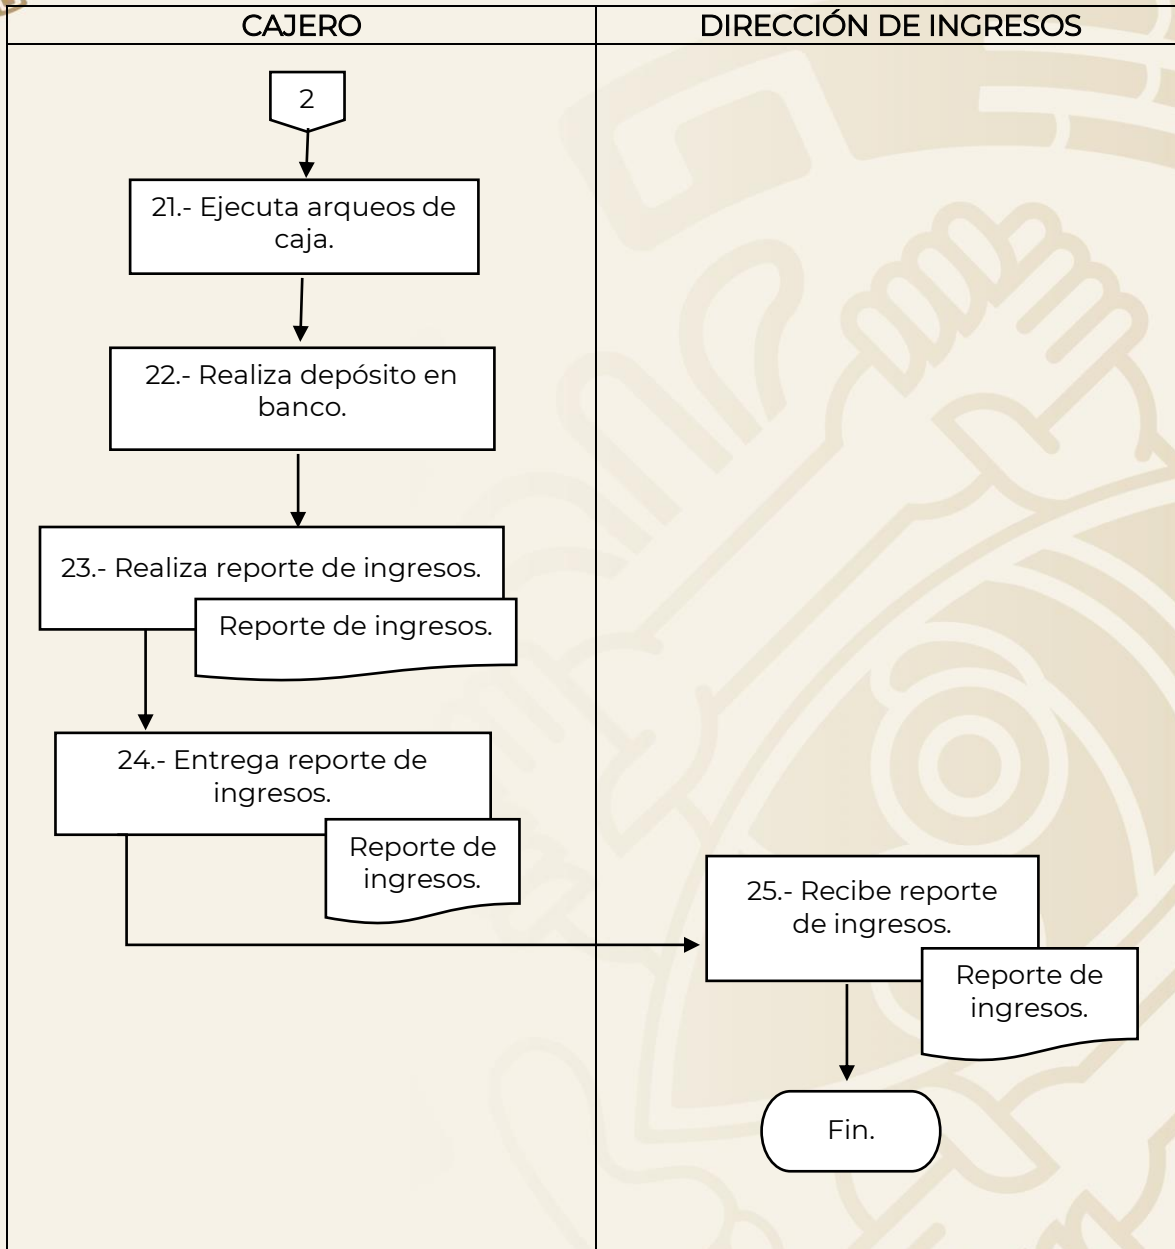 CAJERO
DIRECCIÓN DE INGRESOS
2
21.- Ejecuta arqueos de
caja.
22.- Realiza depósito en
banco.
23.- Realiza reporte de ingresos.
Reporte de ingresos.
24.- Entrega reporte de
ingresos.
Reporte de
ingresos.
25.- Recibe reporte
de ingresos.
Reporte de
ingresos.
Fin.